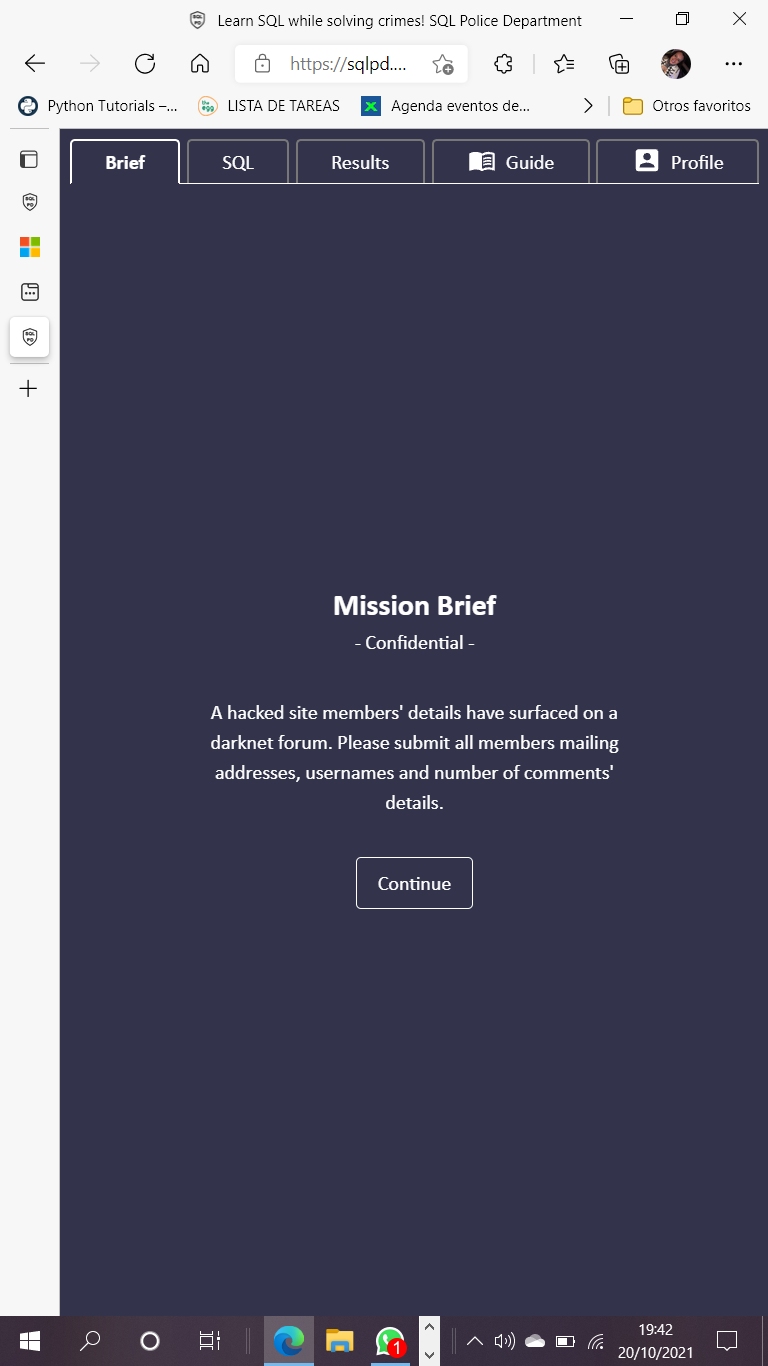 Learn SQL while solving crimes! SQL Police Department
https://sqlpd....
Python Tutorials –...
LISTA DE TAREAS
Agenda eventos de...
Otros favoritos
Brief
SQL
Results
Guide
Profile
Mission Brief
- Confidential -
A hacked site members' details have surfaced on a
darknet forum. Please submit all members mailing
addresses, usernames and number of comments'
details.
Continue
1
19:42
20/10/2021